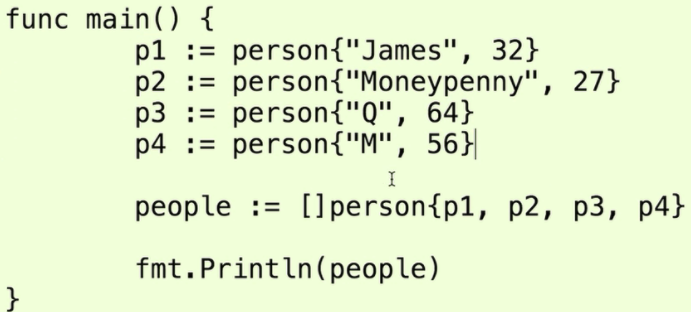 func main() {
        p1 := person{"James", 32}
        p2 := person{"Moneypenny", 27}
        p3 := person{"Q", 64}
        p4 := person{"M", 56}
        people := []person{p1, p2, p3, p4}
        fmt.Println(people)
}